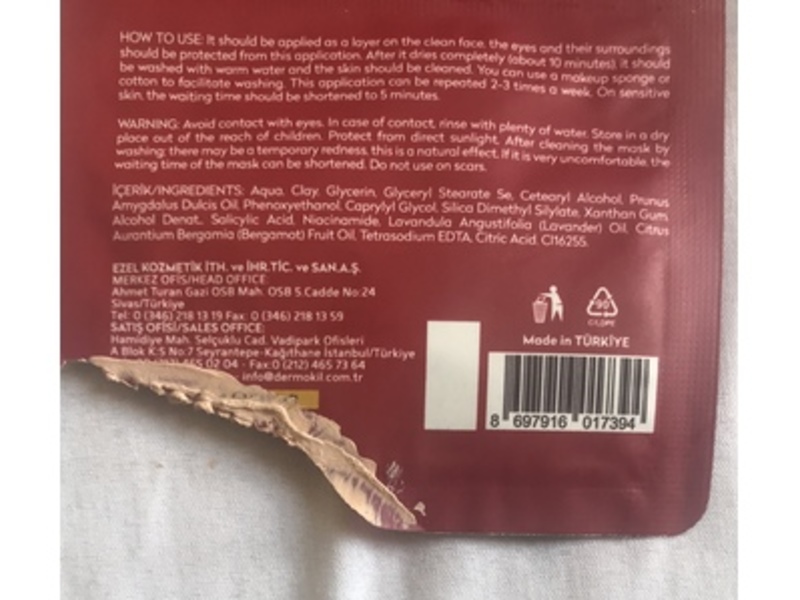 HOW TO USE: It should be applied as a layer on the clean face, the eyes and their surroundings
should be protected from this application. After it dries completely (about 10 minutes), it should
be washed with warm water and the skin should be cleaned. You can use a makeup sponge or
cotton to facilitate washing. This application can be repeated 2-3 times a week. On sensitive
skin, the waiting time should be shortened to 5 minutes.
WARNING: Avoid contact with eyes. In case of contact, rinse with plenty of water. Store in a dry
place out of the reach of children. Protect from direct sunlight. After cleaning the mask by
washing; there may be a temporary redness, this is a natural effect. If it is very uncomfortable, the
waiting time of the mask can be shortened. Do not use on scars.
İÇERİK/INGREDIENTS: Aqua, Clay, Glycerin, Glyceryl Stearate Se, Cetearyl Alcohol, Prunus
Amygdalus Dulcis Oil, Phenoxyethanol, Caprylyl Glycol, Silica Dimethyl Silylate, Xanthan Gum,
Alcohol Denat., Salicylic Acid, Niacinamide, Lavandula Angustifolia (Lavander) Oil, Citrus
Aurantium Bergamia (Bergamot) Fruit Oil, Tetrasodium EDTA, Citric Acid, CI16255.
EZEL KOZMETİK İTH. ve İHR.TİC. ve SAN.A.Ş.
MERKEZ OFİS/HEAD OFFICE:
Ahmet Turan Gazi OSB Mah. OSB 5.Cadde No:24
Sivas/Türkiye
Tel: 0 (346) 218 13 19 Fax: 0 (346) 218 13 59
SATIŞ OFİSİ/SALES OFFICE:
Hamidiye Mah. Selçuklu Cad. Vadipark Ofisleri
A Blok K:5 No:7 Seyrantepe-Kağıthane İstanbul/Türkiye
465 02 04 - Fax:0 (212) 465 73 64
info@dermokil.com.tr
90
C/LDPE
Made in TÜRKİYE
8 697916 017394